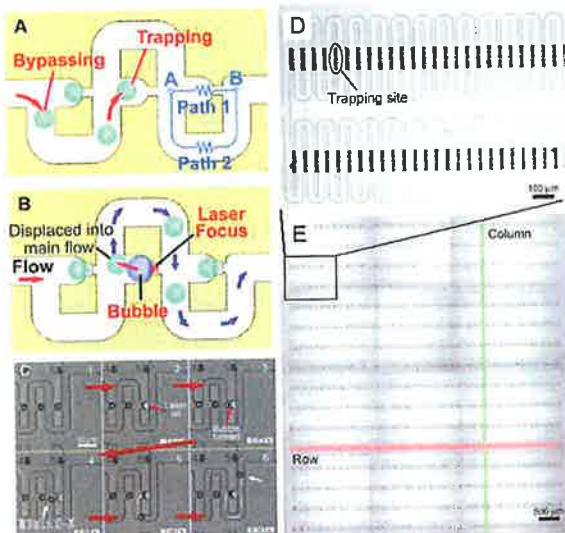 A
Trapping
Bypassing
A
B
Path 1
Path 2
B
Displaced into
main flow
Laser
Focus
Flow
Bubble
C
D
Trapping site
100 μm
E
Column
Row
500 μm